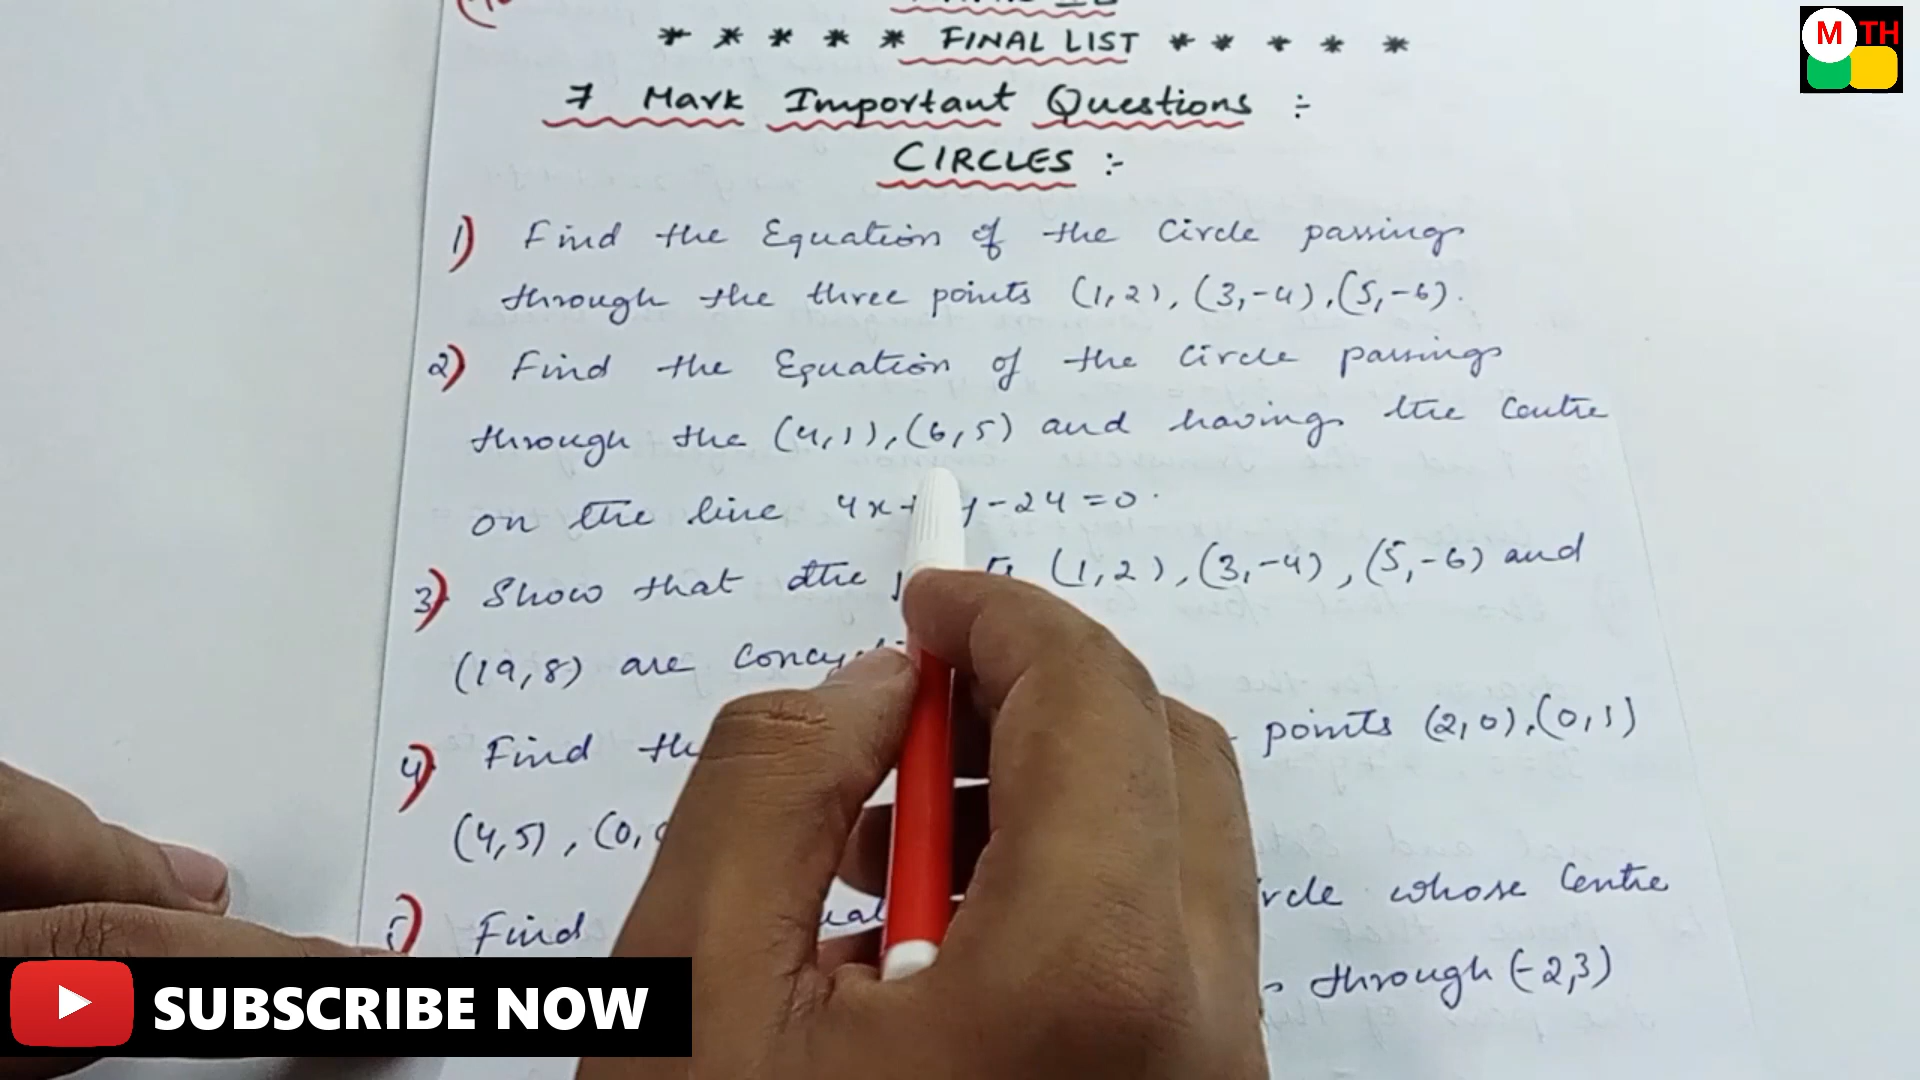 * * * * * FINAL LIST * * * * *
7 Mark Important Questions :-
CIRCLES :-
1) Find the Equation of the Circle passing
through the three points (1,2), (3,-4), (5,-6).
2) Find the Equation of the Circle passing
through the (4,1), (6,5) and having the Centre
on the line 4x+ y-24=0.
3) Show that the (1,2), (3,-4), (5,-6) and
(19,8) are
4) Find points (2,0), (0,1)
(4,5), (0,
5) Find whose Centre
through (-2,3)
SUBSCRIBE NOW
M TH